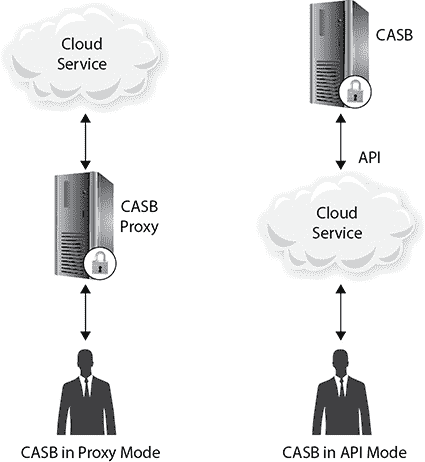 Cloud
Service
CASB
Proxy
CASB in Proxy Mode
CASB
API
Cloud
Service
CASB in API Mode